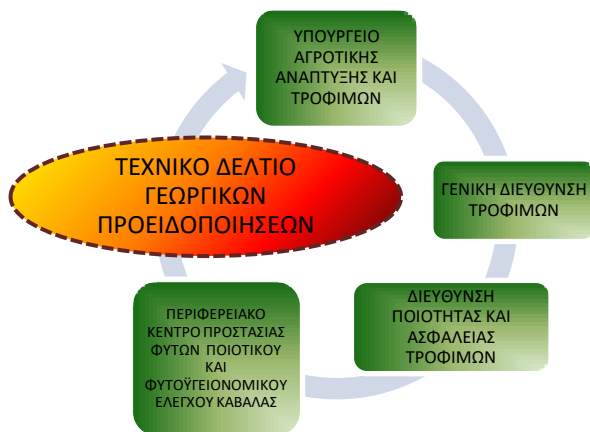 ΥΠΟΥΡΓΕΙΟ
ΑΓΡΟΤΙΚΗΣ
ΑΝΑΠΤΥΞΗΣ ΚΑΙ
ΤΡΟΦΙΜΩΝ
ΓΕΝΙΚΗ ΔΙΕΥΘΥΝΣΗ
ΤΡΟΦΙΜΩΝ
ΔΙΕΥΘΥΝΣΗ
ΠΟΙΟΤΗΤΑΣ ΚΑΙ
ΑΣΦΑΛΕΙΑΣ
ΤΡΟΦΙΜΩΝ
ΠΕΡΙΦΕΡΕΙΑΚΟ
ΚΕΝΤΡΟ ΠΡΟΣΤΑΣΙΑΣ
ΦΥΤΩΝ ΠΟΙΟΤΙΚΟΥ
ΚΑΙ
ΦΥΤΟΫΓΕΙΟΝΟΜΙΚΟΥ
ΕΛΕΓΧΟΥ ΚΑΒΑΛΑΣ
ΤΕΧΝΙΚΟ ΔΕΛΤΙΟ
ΓΕΩΡΓΙΚΩΝ
ΠΡΟΕΙΔΟΠΟΙΗΣΕΩΝ